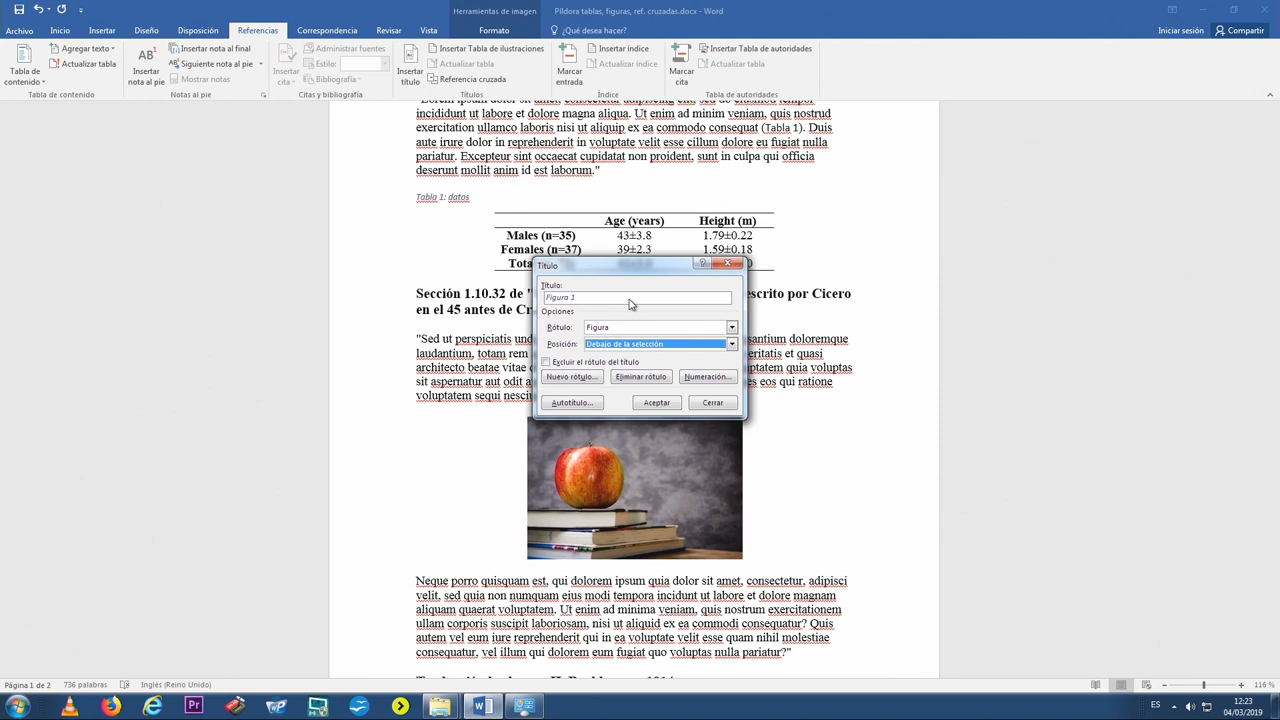 Herramientas de imagen
Píldora tablas, figuras, ref. cruzadas.docx - Word
Archivo Inicio Insertar Diseño Disposición Referencias Correspondencia Revisar Vista Formato ¿Qué desea hacer? Iniciar sesión Compartir
Tabla de contenido
Agregar texto
Actualizar tabla
Tabla de contenido
AB¹
Insertar nota al pie
Insertar nota al final
Siguiente nota al pie
Mostrar notas
Notas al pie
Insertar cita
Administrar fuentes
Estilo:
Bibliografía
Citas y bibliografía
Insertar título
Insertar Tabla de ilustraciones
Actualizar tabla
Referencia cruzada
Títulos
Marcar entrada
Insertar índice
Actualizar índice
Índice
Marcar cita
Insertar Tabla de autoridades
Actualizar tabla
Tabla de autoridades
"Lorem ipsum dolor sit amet, consectetur adipiscing elit, sed do eiusmod tempor
incididunt ut labore et dolore magna aliqua. Ut enim ad minim veniam, quis nostrud
exercitation ullamco laboris nisi ut aliquip ex ea commodo consequat (Tabla 1). Duis
aute irure dolor in reprehenderit in voluptate velit esse cillum dolore eu fugiat nulla
pariatur. Excepteur sint occaecat cupidatat non proident, sunt in culpa qui officia
deserunt mollit anim id est laborum."
Tabla 1: datos
Age (years) Height (m)
Males (n=35) 43±3.8 1.79±0.22
Females (n=37) 39±2.3 1.59±0.18
Título
Título:
Figura 1
Opciones
Rótulo: Figura
Posición: Debajo de la selección
Excluir el rótulo del título
Nuevo rótulo... Eliminar rótulo Numeración...
Autotítulo... Aceptar Cerrar
Sección 1.10.32 de escrito por Cicero
en el 45 antes de
"Sed ut perspiciatis doloremque
laudantium, totam rem
architecto beatae
sit aspernatur aut odit eos qui ratione
voluptatem sequi
Neque porro quisquam est, qui dolorem ipsum quia dolor sit amet, consectetur, adipisci
velit, sed quia non numquam eius modi tempora incidunt ut labore et dolore magnam
aliquam quaerat voluptatem. Ut enim ad minima veniam, quis nostrum exercitationem
ullam corporis suscipit laboriosam, nisi ut aliquid ex ea commodi consequatur? Quis
autem vel eum iure reprehenderit qui in ea voluptate velit esse quam nihil molestiae
consequatur, vel illum qui dolorem eum fugiat quo voluptas nulla pariatur?"
Página 1 de 2 736 palabras Inglés (Reino Unido) 116 %
ES 12:23
04/03/2019